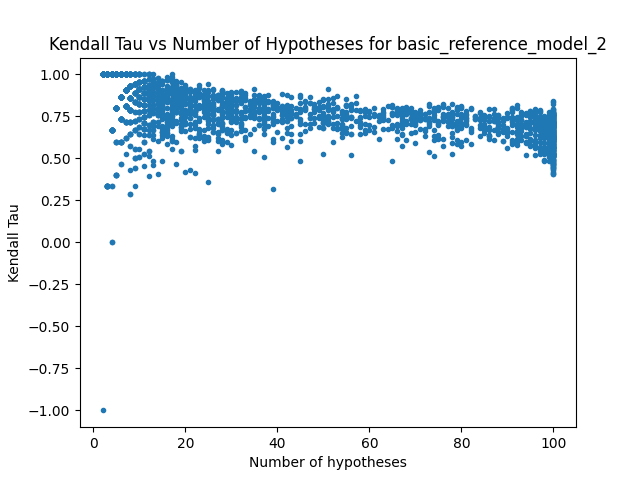 Kendall Tau vs Number of Hypotheses for basic_reference_model_2
1.00
0.75
0.50
0.25
0.00
−0.25
−0.50
−0.75
−1.00
Kendall Tau
0 20 40 60 80 100
Number of hypotheses